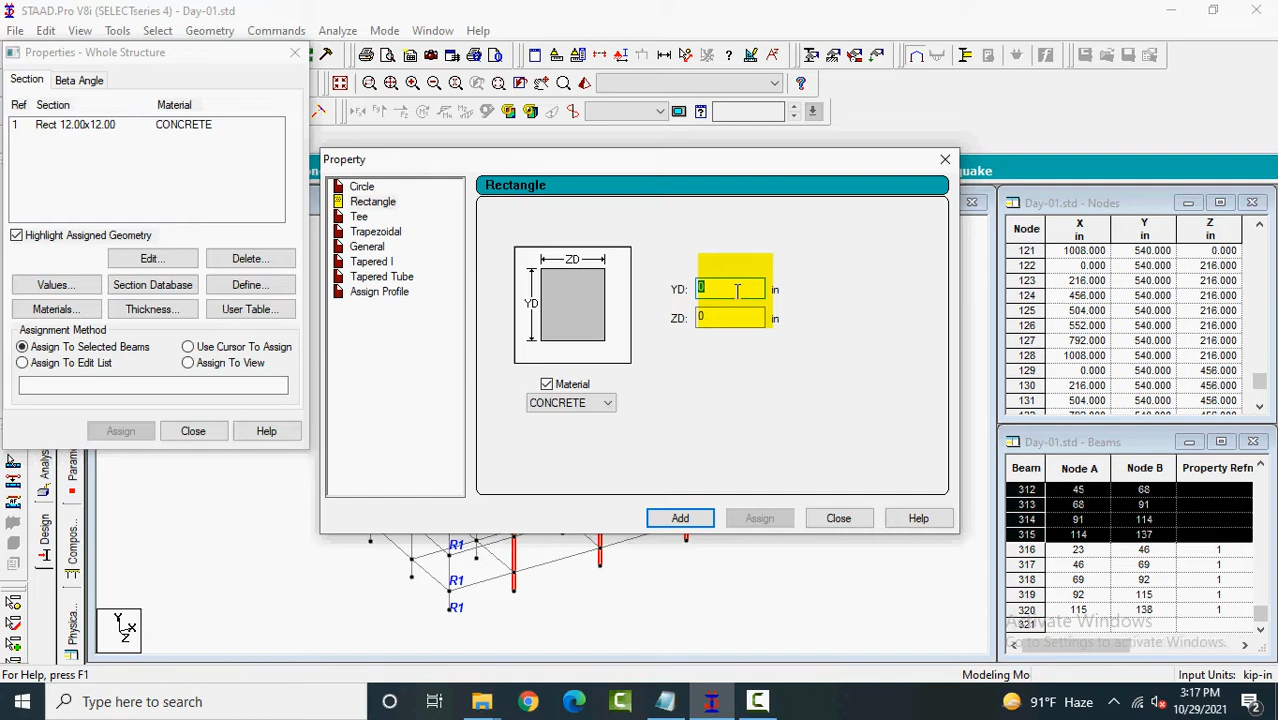 STAAD.Pro V8i (SELECTseries 4) - Day-01.std
File Edit View Tools Select Geometry Commands Analyze Mode Window Help
Properties - Whole Structure
Section Beta Angle
Ref Section Material
1 Rect 12.00x12.00 CONCRETE
Highlight Assigned Geometry
Edit... Delete...
Values... Section Database Define...
Materials... Thickness... User Table...
Assignment Method
Assign To Selected Beams Use Cursor To Assign
Assign To Edit List Assign To View
Assign Close Help
Property
Circle
Rectangle
Tee
Trapezoidal
General
Tapered I
Tapered Tube
Assign Profile
Rectangle
ZD
YD
YD: 0 in
ZD: 0 in
Material
CONCRETE
Add Assign Close Help
quake
Day-01.std - Nodes
Node X in Y in Z in
121 1008.000 540.000 0.000
122 0.000 540.000 216.000
123 216.000 540.000 216.000
124 456.000 540.000 216.000
125 504.000 540.000 216.000
126 552.000 540.000 216.000
127 792.000 540.000 216.000
128 1008.000 540.000 216.000
129 0.000 540.000 456.000
130 216.000 540.000 456.000
131 504.000 540.000 456.000
Day-01.std - Beams
Beam Node A Node B Property Refn
312 45 68
313 68 91
314 91 114
315 114 137
316 23 46 1
317 46 69 1
318 69 92 1
319 92 115 1
320 115 138 1
321
Activate Windows
Go to Settings to activate Windows.
R1
R1
R1
Y
X
Z
Design
Param
Compos...
Physica
For Help, press F1 Modeling Mo Input Units: kip-in
Type here to search
91°F Haze
3:17 PM
10/29/2021
2